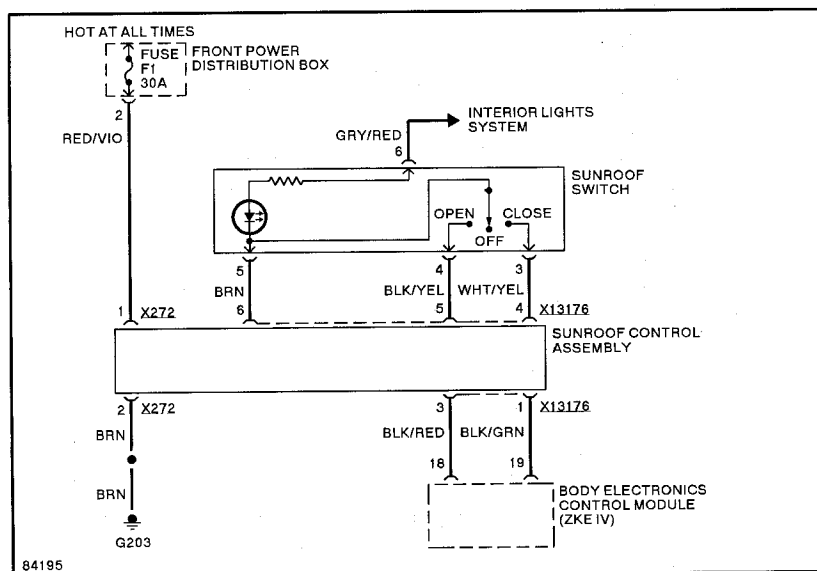 HOT AT ALL TIMES
FUSE
F1
30A
FRONT POWER
DISTRIBUTION BOX
2
RED/VIO
INTERIOR LIGHTS
SYSTEM
GRY/RED
6
SUNROOF
SWITCH
OPEN
CLOSE
OFF
5
4
3
BRN
BLK/YEL
WHT/YEL
1
X272
6
5
4
X13176
SUNROOF CONTROL
ASSEMBLY
2
X272
3
1
X13176
BRN
BLK/RED
BLK/GRN
18
19
BRN
BODY ELECTRONICS
CONTROL MODULE
(ZKE IV)
G203
84195